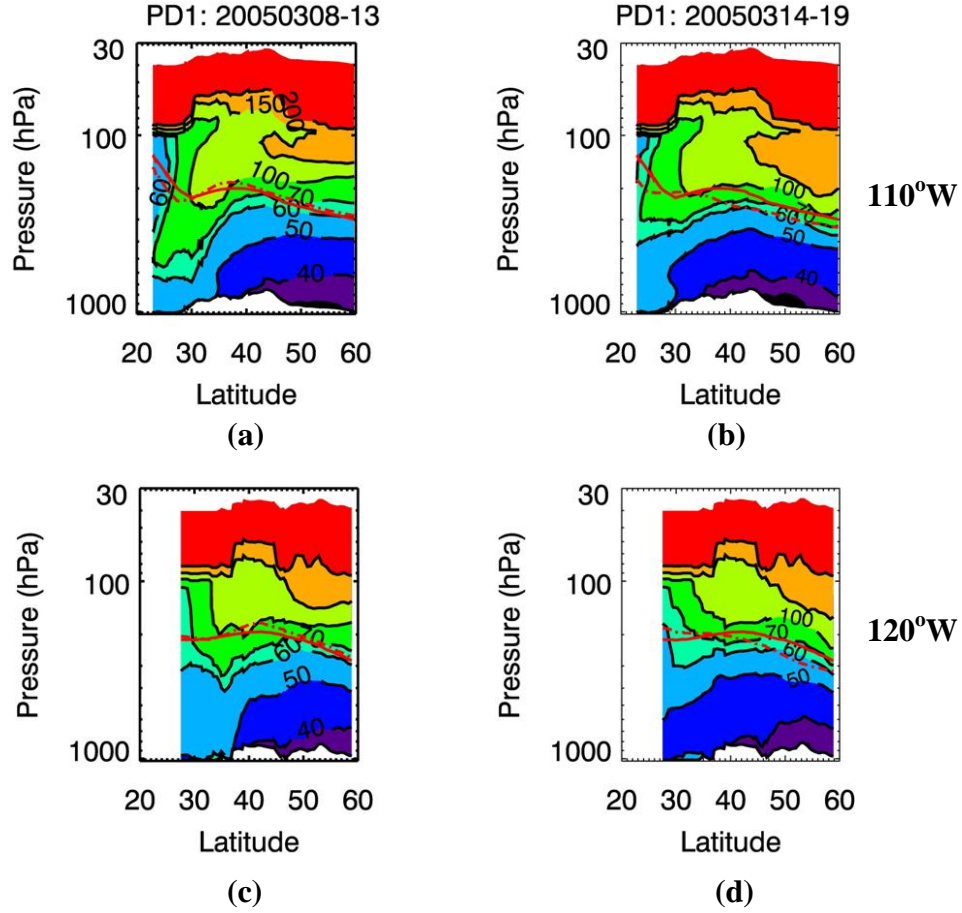 PD1: 20050308-13 PD1: 20050314-19
30 30
150 200
Pressure (hPa) 100 60 100 70 60 50 40 1000
Pressure (hPa) 100 100 70 60 50 40 1000
110°W
20 30 40 50 60 20 30 40 50 60
Latitude Latitude
(a) (b)
30 30
Pressure (hPa) 100 70 60 50 40 1000
Pressure (hPa) 100 100 70 60 50 1000
120°W
20 30 40 50 60 20 30 40 50 60
Latitude Latitude
(c) (d)